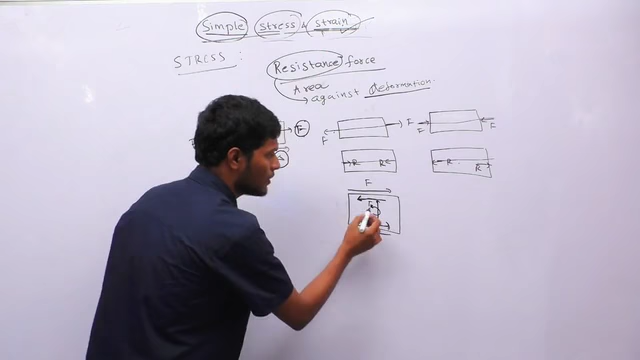 Simple stress & strain
STRESS :
Resistance force
Area
against deformation.
F
F F
F F
R R
R R
F